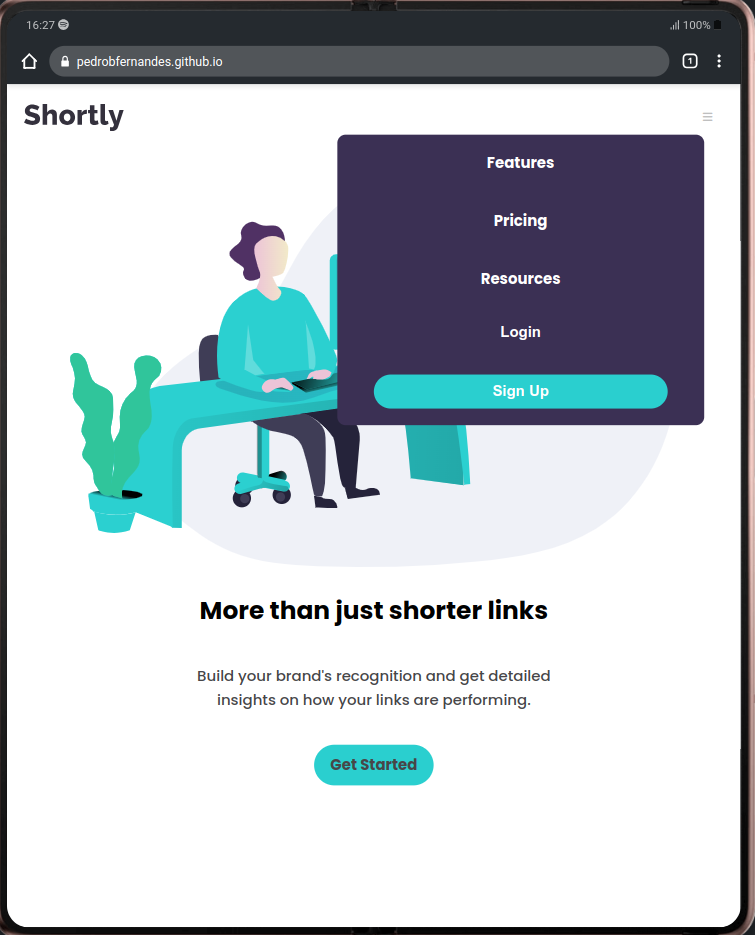 16:27
100%
pedrobfernandes.github.io
1
Shortly
Features
Pricing
Resources
Login
Sign Up
More than just shorter links
Build your brand's recognition and get detailed
insights on how your links are performing.
Get Started